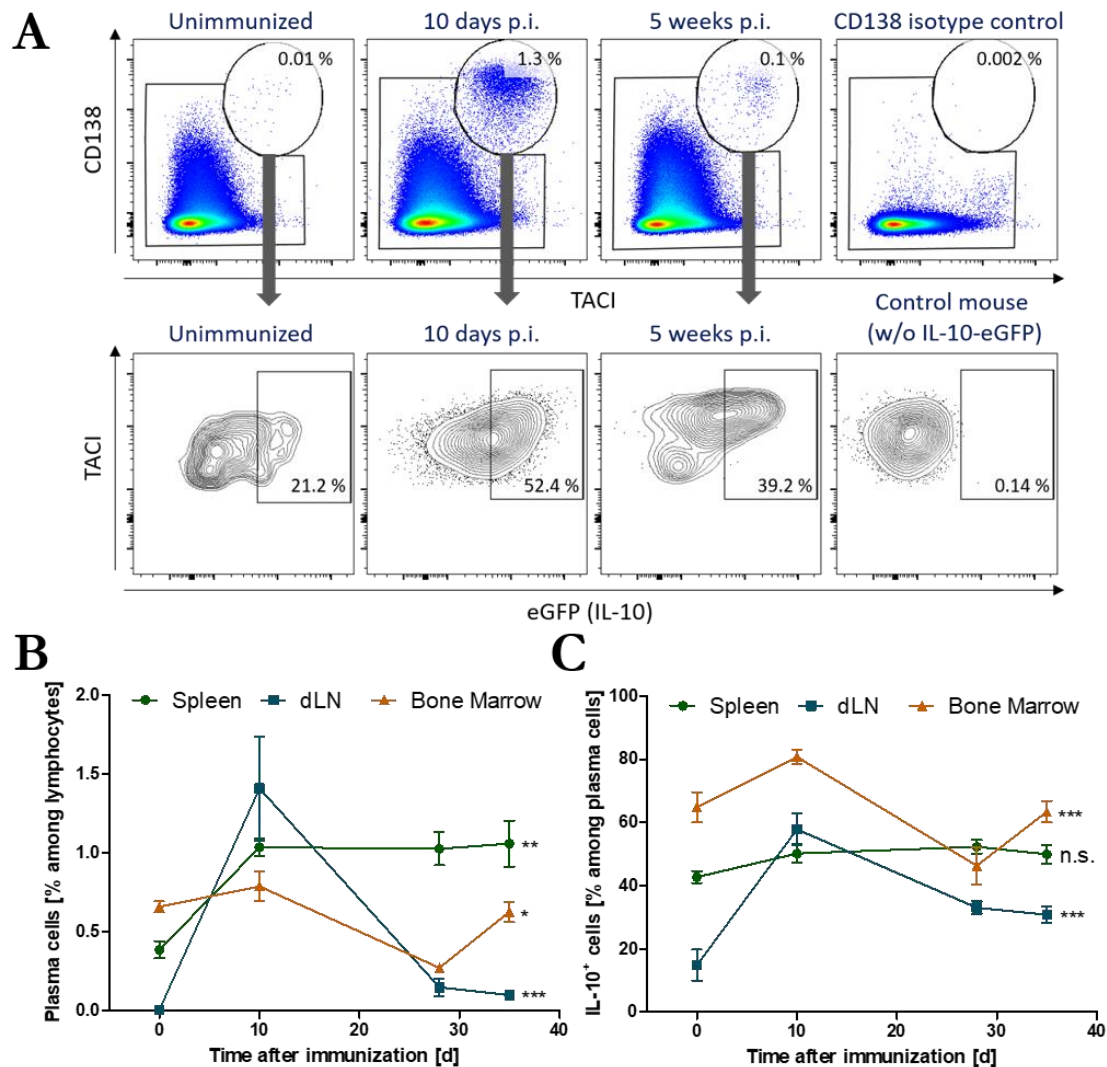 A
Unimmunized
10 days p.i.
5 weeks p.i.
CD138 isotype control
0.01 %
1.3 %
0.1 %
0.002 %
CD138
TACI
Unimmunized
10 days p.i.
5 weeks p.i.
Control mouse
(w/o IL-10-eGFP)
TACI
21.2 %
52.4 %
39.2 %
0.14 %
eGFP (IL-10)
B
Spleen
dLN
Bone Marrow
Plasma cells [% among lymphocytes]
2.0
1.5
1.0
0.5
0.0
**
*
***
0
10
20
30
40
Time after immunization [d]
C
Spleen
dLN
Bone Marrow
IL-10⁺ cells [% among plasma cells]
100
80
60
40
20
0
***
n.s.
***
0
10
20
30
40
Time after immunization [d]